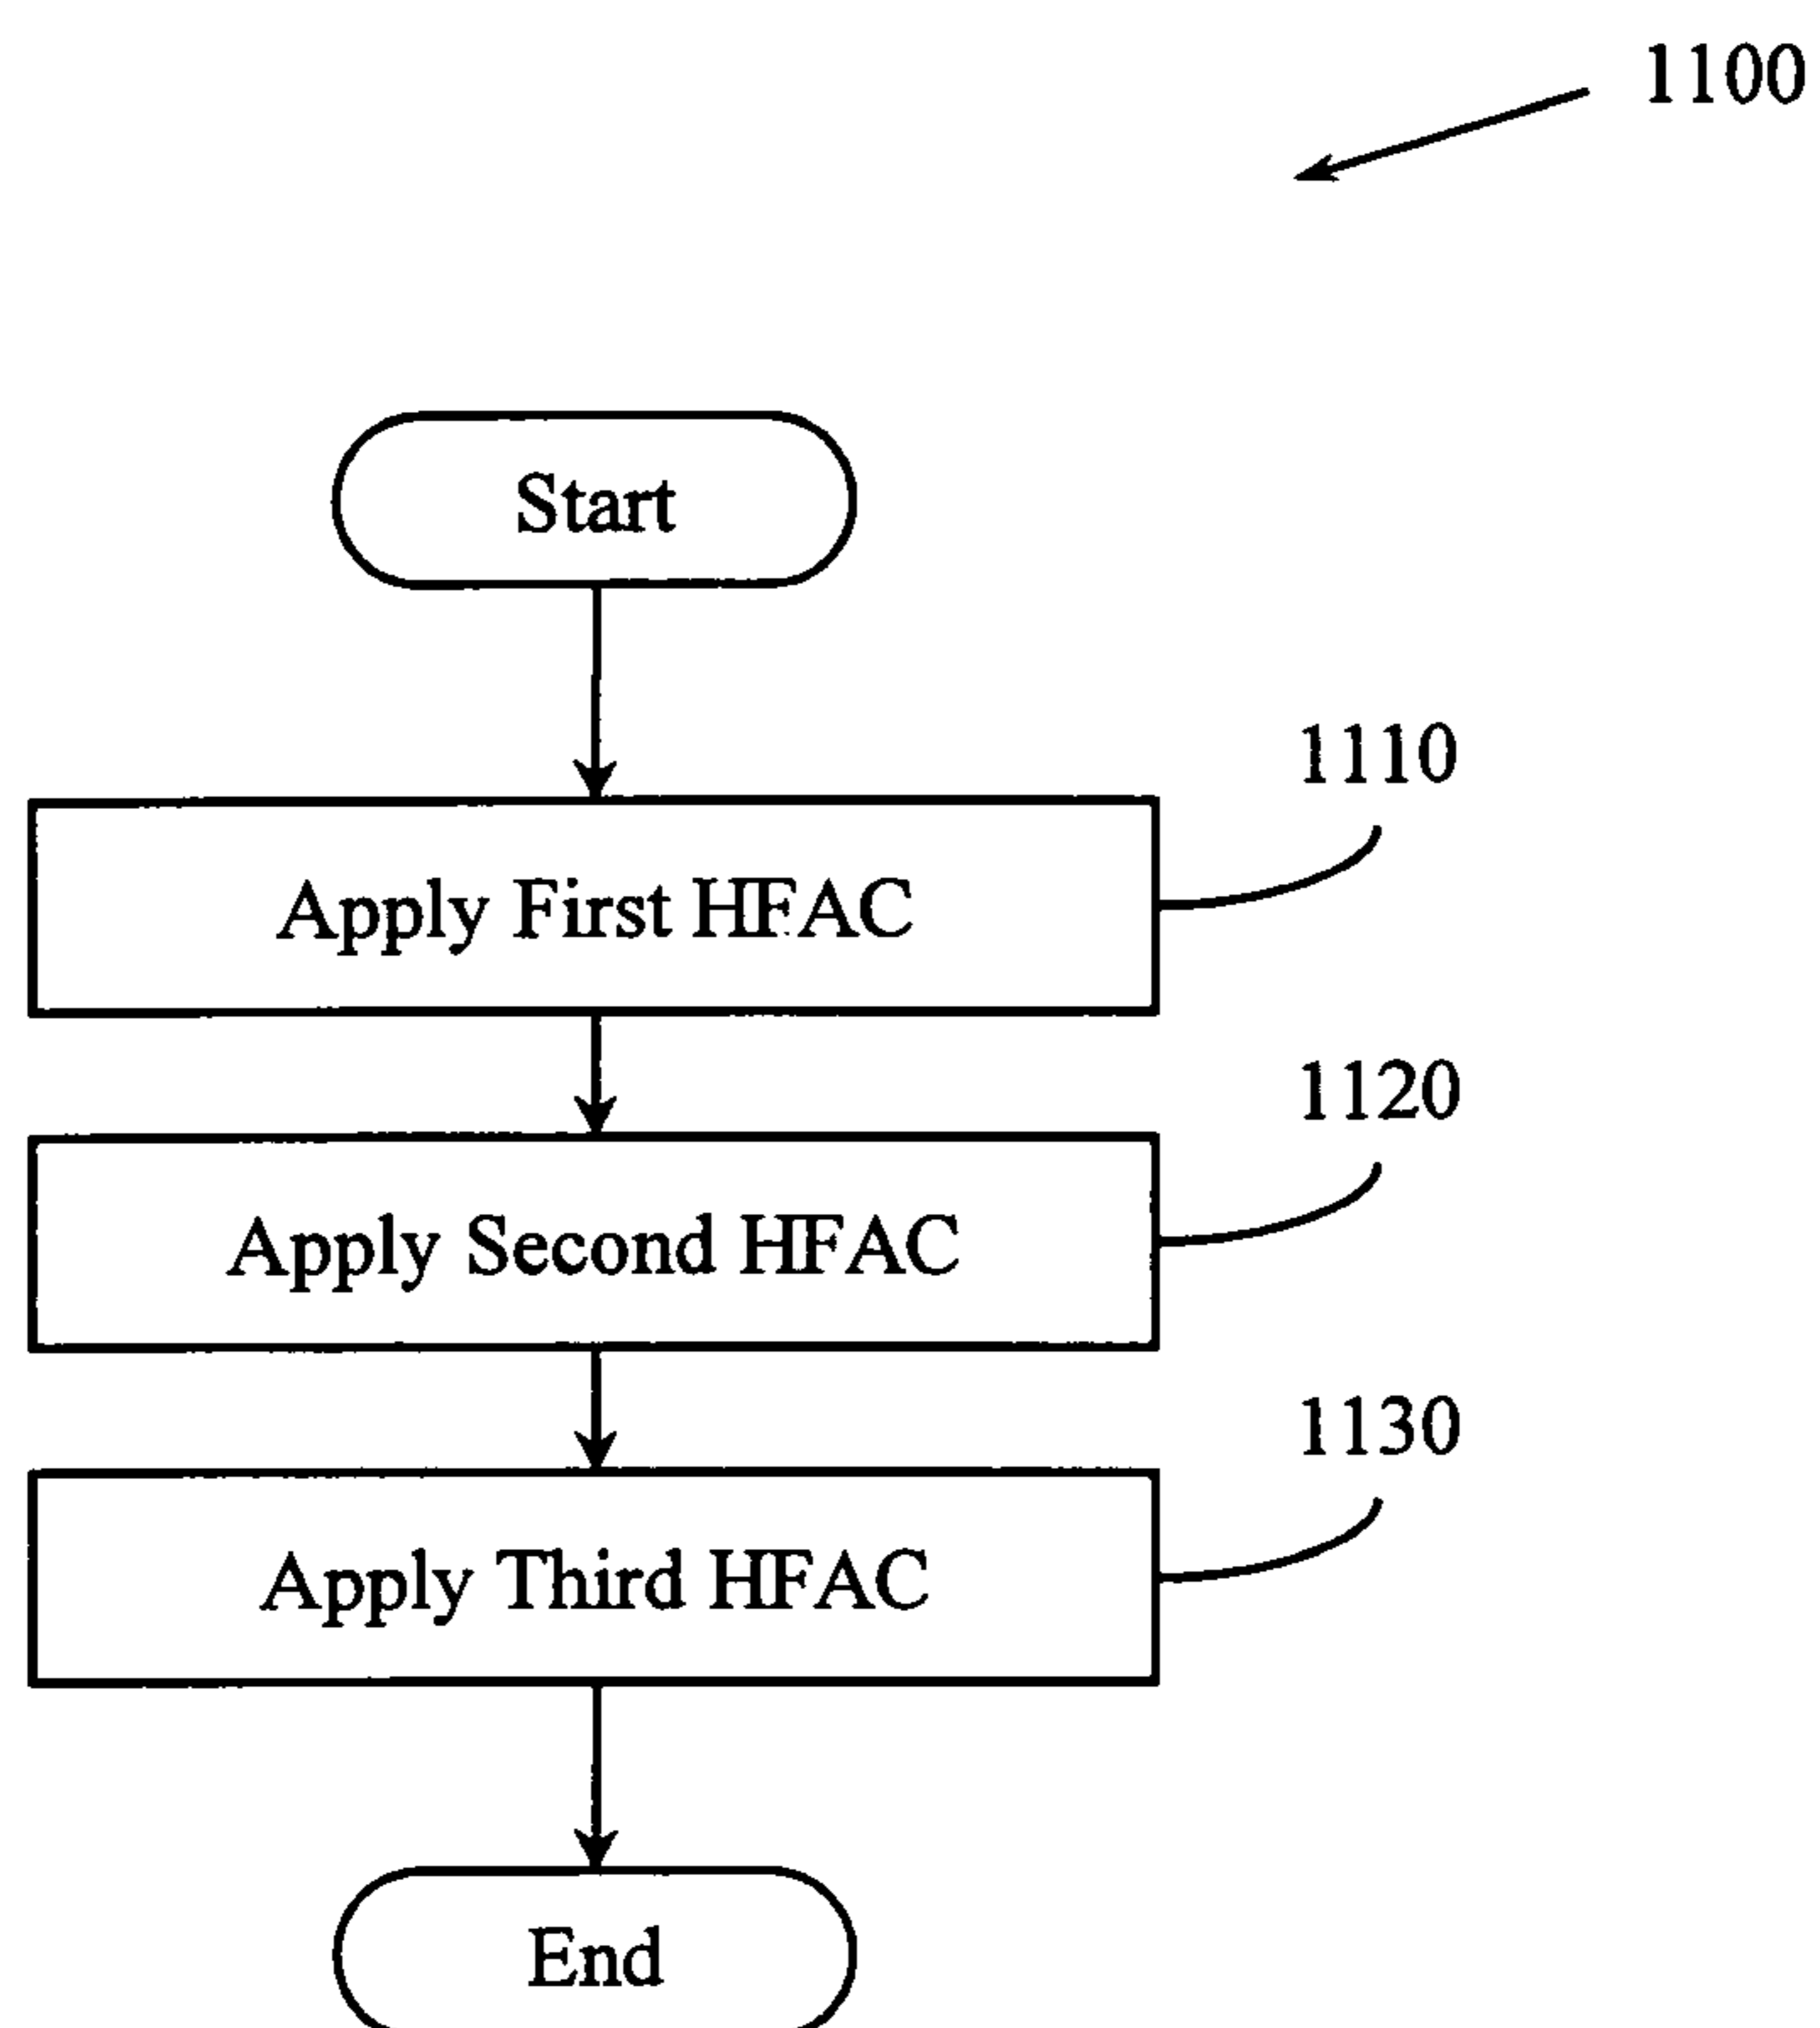 1100
Start
1110
Apply First HFAC
1120
Apply Second HFAC
1130
Apply Third HFAC
End